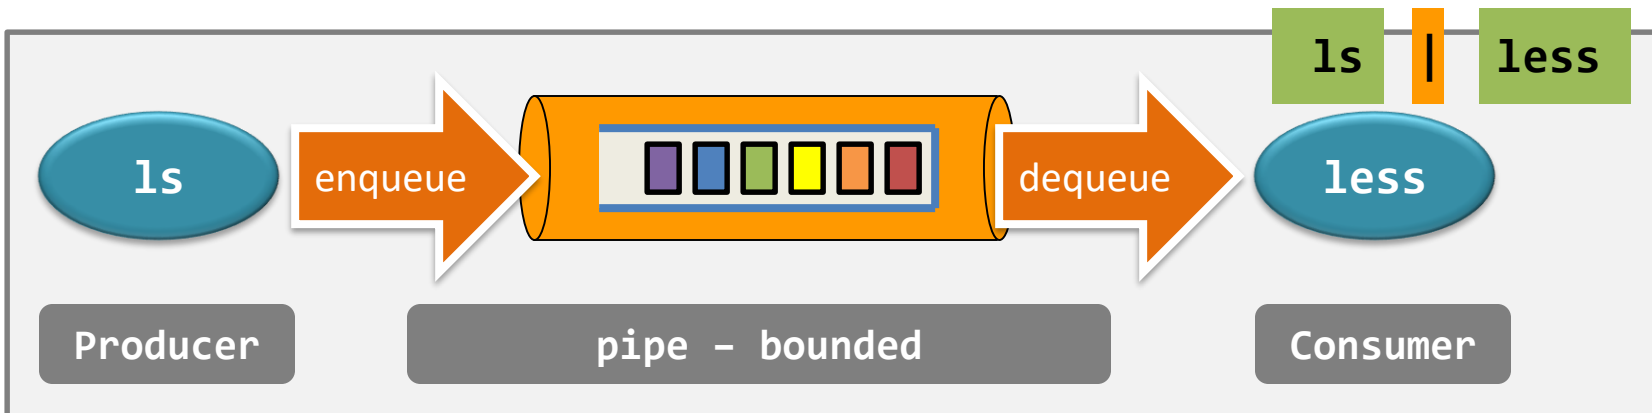 ls | less
ls enqueue dequeue less
Producer pipe – bounded Consumer